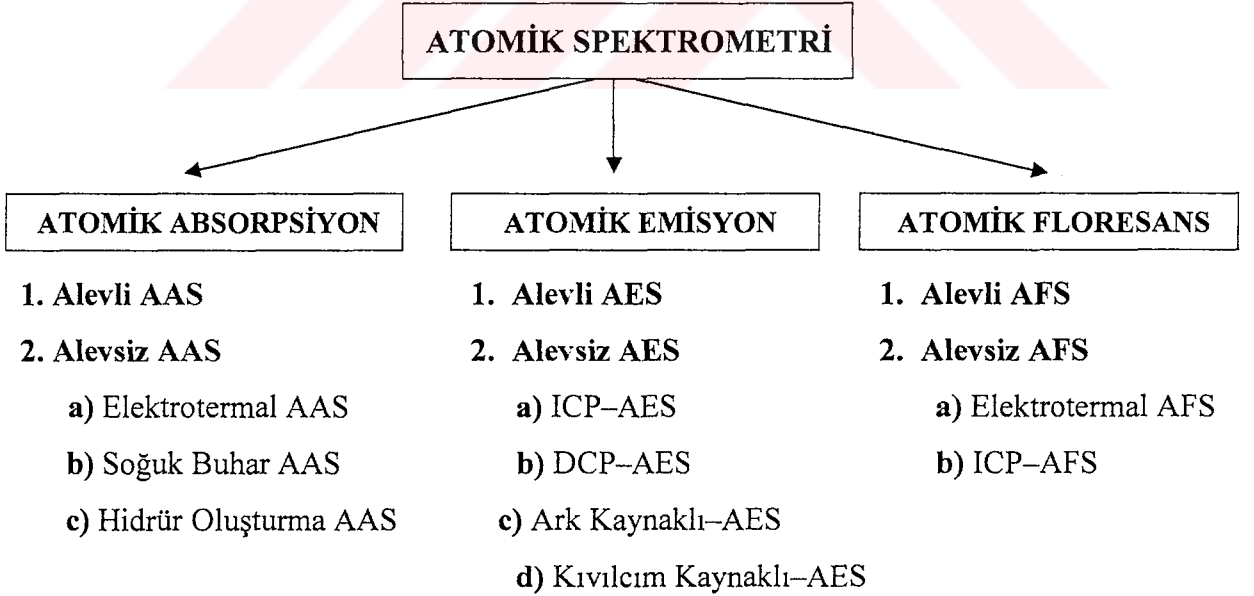 ATOMİK SPEKTROMETRİ
ATOMİK ABSORPSİYON
1. Alevli AAS
2. Alevsiz AAS
a) Elektrotermal AAS
b) Soğuk Buhar AAS
c) Hidrür Oluşturma AAS
ATOMİK EMİSYON
1. Alevli AES
2. Alevsiz AES
a) ICP–AES
b) DCP–AES
c) Ark Kaynaklı–AES
d) Kıvılcım Kaynaklı–AES
ATOMİK FLORESANS
1. Alevli AFS
2. Alevsiz AFS
a) Elektrotermal AFS
b) ICP–AFS